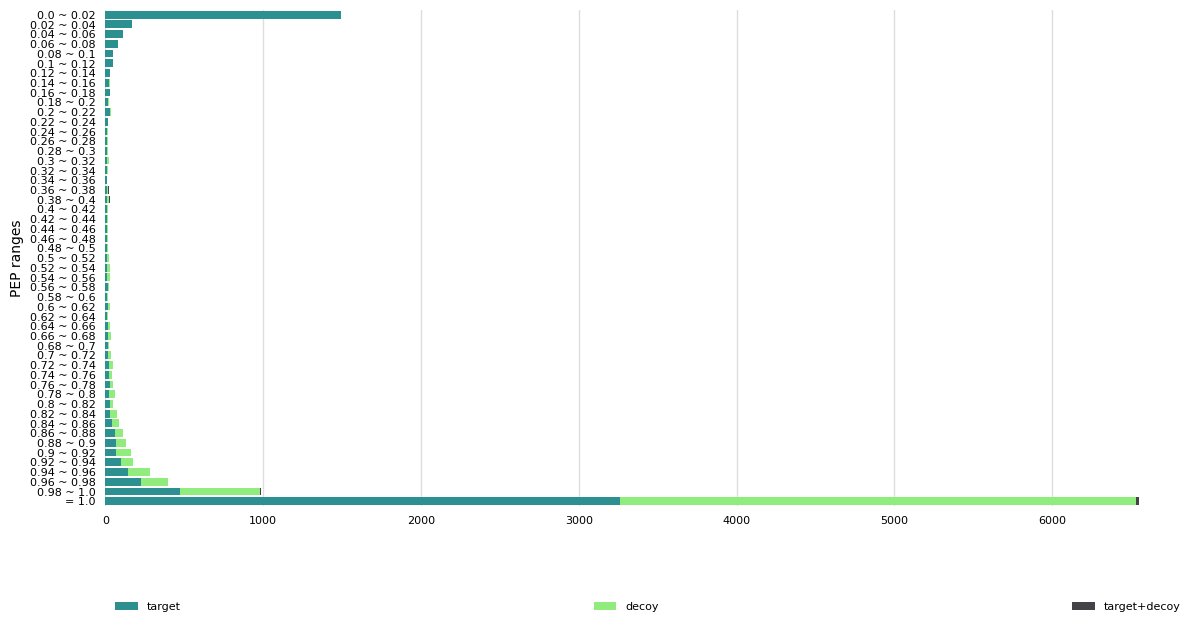 PEP ranges
0.0 ~ 0.02
0.02 ~ 0.04
0.04 ~ 0.06
0.06 ~ 0.08
0.08 ~ 0.1
0.1 ~ 0.12
0.12 ~ 0.14
0.14 ~ 0.16
0.16 ~ 0.18
0.18 ~ 0.2
0.2 ~ 0.22
0.22 ~ 0.24
0.24 ~ 0.26
0.26 ~ 0.28
0.28 ~ 0.3
0.3 ~ 0.32
0.32 ~ 0.34
0.34 ~ 0.36
0.36 ~ 0.38
0.38 ~ 0.4
0.4 ~ 0.42
0.42 ~ 0.44
0.44 ~ 0.46
0.46 ~ 0.48
0.48 ~ 0.5
0.5 ~ 0.52
0.52 ~ 0.54
0.54 ~ 0.56
0.56 ~ 0.58
0.58 ~ 0.6
0.6 ~ 0.62
0.62 ~ 0.64
0.64 ~ 0.66
0.66 ~ 0.68
0.68 ~ 0.7
0.7 ~ 0.72
0.72 ~ 0.74
0.74 ~ 0.76
0.76 ~ 0.78
0.78 ~ 0.8
0.8 ~ 0.82
0.82 ~ 0.84
0.84 ~ 0.86
0.86 ~ 0.88
0.88 ~ 0.9
0.9 ~ 0.92
0.92 ~ 0.94
0.94 ~ 0.96
0.96 ~ 0.98
0.98 ~ 1.0
= 1.0
0 1000 2000 3000 4000 5000 6000
target decoy target+decoy